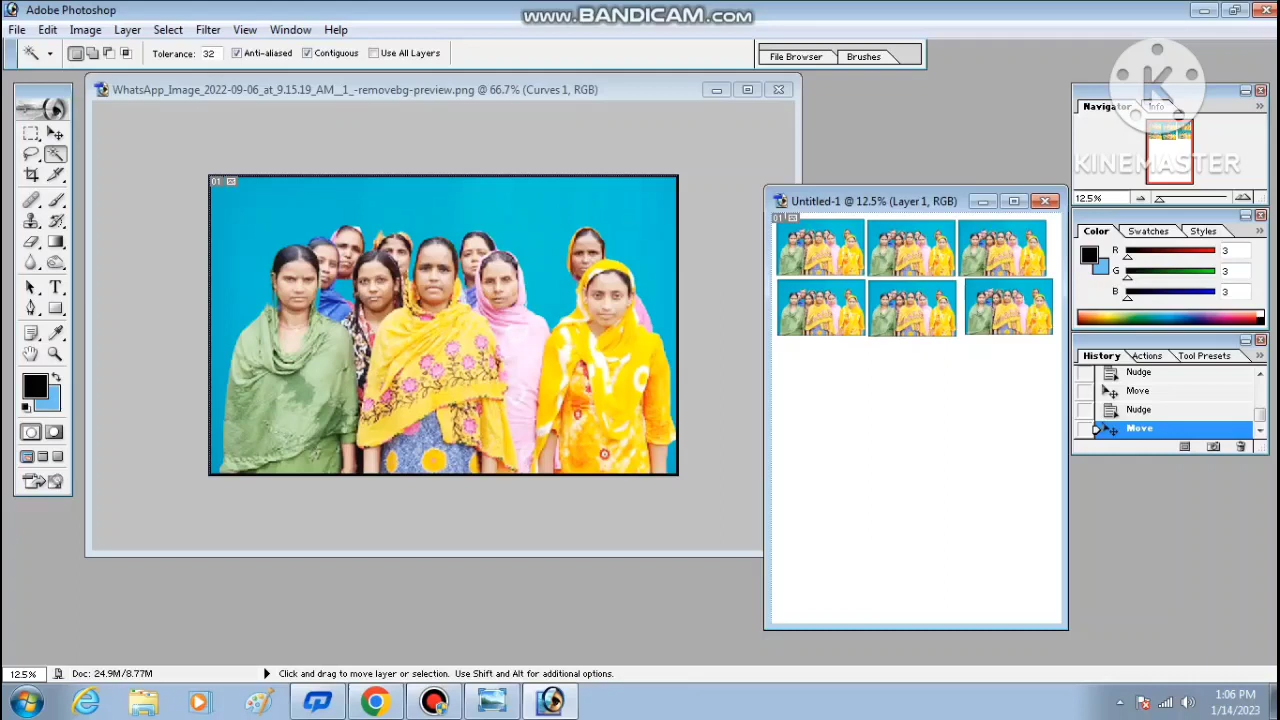 Adobe Photoshop
www.BANDICAM.com
File Edit Image Layer Select Filter View Window Help
Tolerance: 32 Anti-aliased Contiguous Use All Layers
File Browser Brushes
WhatsApp_Image_2022-09-06_at_9.15.19_AM__1_-removebg-preview.png @ 66.7% (Curves 1, RGB)
Navigator Info
K
KINEMASTER
12.5%
01
Untitled-1 @ 12.5% (Layer 1, RGB)
01
Color Swatches Styles
R 3
G 3
B 3
History Actions Tool Presets
Nudge
Move
Nudge
Move
T
12.5% Doc: 24.9M/8.77M Click and drag to move layer or selection. Use Shift and Alt for additional options.
1:06 PM
1/14/2023